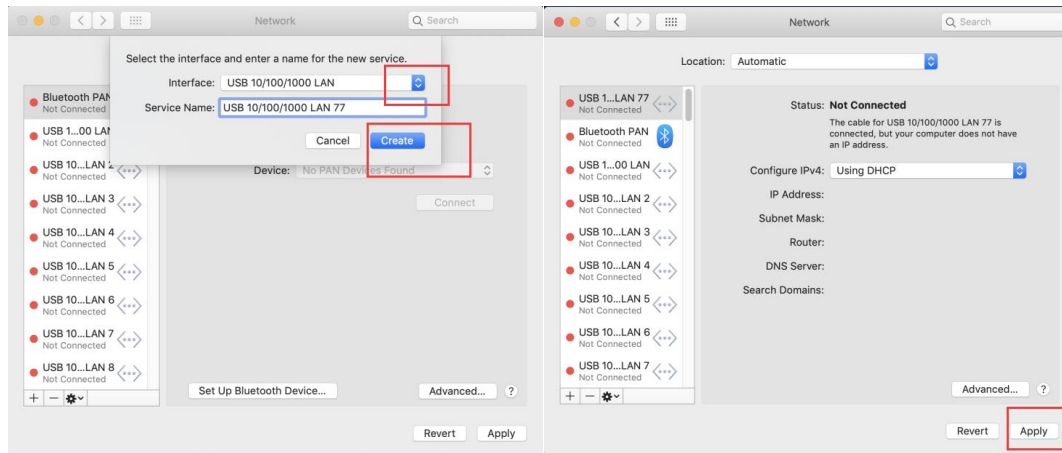 Network
Search
Select the interface and enter a name for the new service.
Interface: USB 10/100/1000 LAN
Service Name: USB 10/100/1000 LAN 77
Cancel
Create
Bluetooth PAN
Not Connected
USB 1...00 LAN
Not Connected
USB 10...LAN 2
Not Connected
USB 10...LAN 3
Not Connected
USB 10...LAN 4
Not Connected
USB 10...LAN 5
Not Connected
USB 10...LAN 6
Not Connected
USB 10...LAN 7
Not Connected
USB 10...LAN 8
Not Connected
Device: No PAN Devices Found
Connect
Set Up Bluetooth Device...
Advanced...
?
Revert
Apply
Network
Search
Location: Automatic
USB 1...LAN 77
Not Connected
Bluetooth PAN
Not Connected
USB 1...00 LAN
Not Connected
USB 10...LAN 2
Not Connected
USB 10...LAN 3
Not Connected
USB 10...LAN 4
Not Connected
USB 10...LAN 5
Not Connected
USB 10...LAN 6
Not Connected
USB 10...LAN 7
Not Connected
Status: Not Connected
The cable for USB 10/100/1000 LAN 77 is
connected, but your computer does not have
an IP address.
Configure IPv4: Using DHCP
IP Address:
Subnet Mask:
Router:
DNS Server:
Search Domains:
Advanced...
?
Revert
Apply